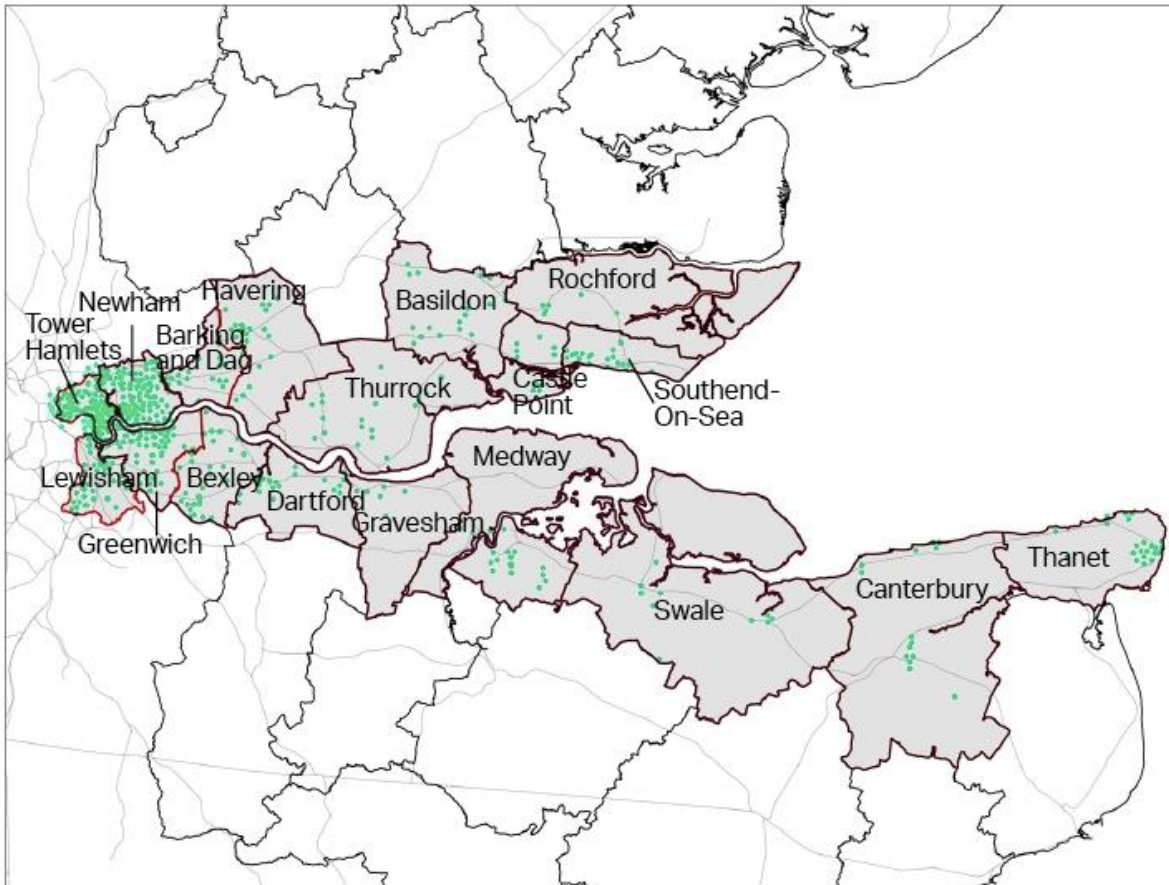 Havering
Newham
Tower
Hamlets
Barking
and Dag
Basildon
Rochford
Thurrock
Castle
Point
Southend-
On-Sea
Lewisham
Bexley
Greenwich
Dartford
Gravesham
Medway
Swale
Canterbury
Thanet